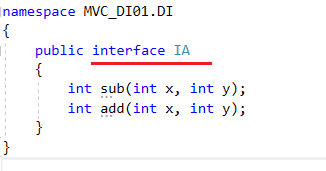 namespace MVC_DI01.DI
{
    public interface IA
    {
        int sub(int x, int y);
        int add(int x, int y);
    }
}